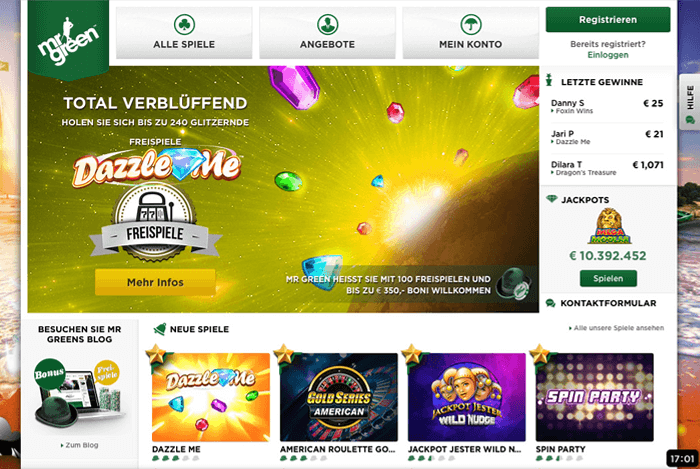 mr green
ALLE SPIELE
ANGEBOTE
MEIN KONTO
Registrieren
Bereits registriert?
Einloggen
HILFE
TOTAL VERBLÜFFEND
HOLEN SIE SICH BIS ZU 240 GLITZERNDE
FREISPIELE
Dazzle Me
777
FREISPIELE
Mehr Infos
MR GREEN HEISST SIE MIT 100 FREISPIELEN UND
BIS ZU € 350,- BONI WILLKOMMEN
LETZTE GEWINNE
Danny S € 25
Foxin Wins
Jari P € 21
Dazzle Me
Dilara T € 1,071
Dragon's Treasure
JACKPOTS
MEGA
MOOLAH
€ 10.392.452
Spielen
KONTAKTFORMULAR
BESUCHEN SIE MR
GREENS BLOG
Bonus
Frei-
spiele
Zum Blog
NEUE SPIELE
Alle unsere Spiele ansehen
Dazzle Me
GOLD SERIES
AMERICAN
JACKPOT JESTER
WILD NUDGE
SPIN PARTY
DAZZLE ME
AMERICAN ROULETTE GO...
JACKPOT JESTER WILD N...
SPIN PARTY
17:01